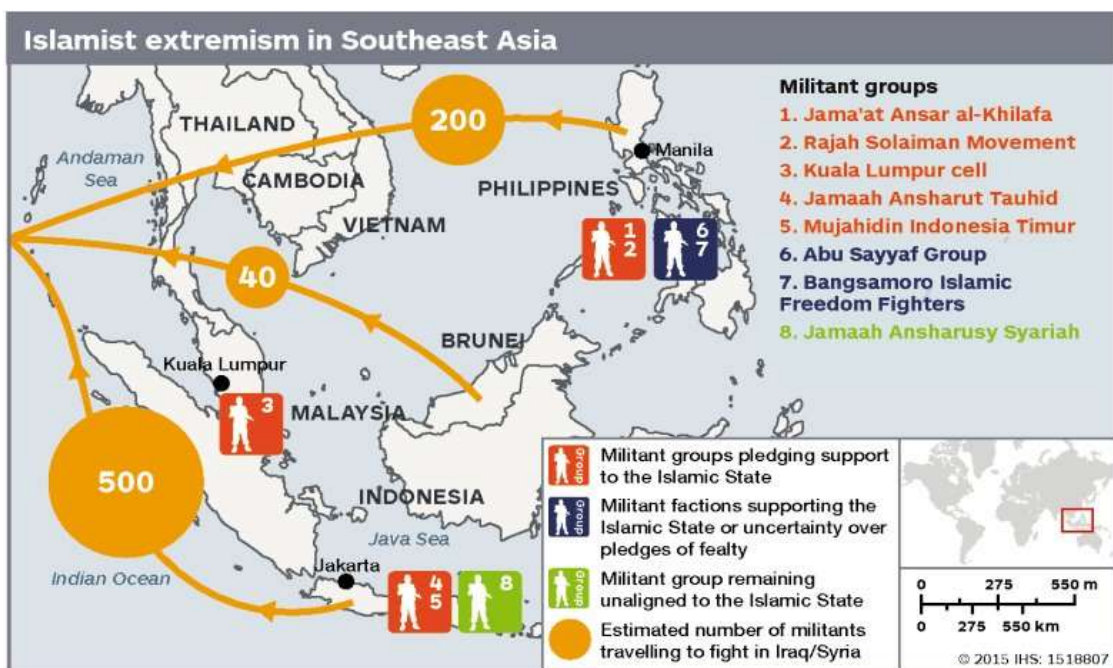 Islamist extremism in Southeast Asia
Militant groups
1. Jama'at Ansar al-Khilafa
2. Rajah Solaiman Movement
3. Kuala Lumpur cell
4. Jamaah Ansharut Tauhid
5. Mujahidin Indonesia Timur
6. Abu Sayyaf Group
7. Bangsamoro Islamic
Freedom Fighters
8. Jamaah Ansharusy Syariah
200
THAILAND
Andaman
Sea
Manila
CAMBODIA
PHILIPPINES
VIETNAM
1
2
6
7
40
BRUNEI
Kuala Lumpur
3
MALAYSIA
500
INDONESIA
Java Sea
Jakarta
Indian Ocean
4
5
8
Group
Militant groups pledging support
to the Islamic State
Group
Militant factions supporting the
Islamic State or uncertainty over
pledges of fealty
Group
Militant group remaining
unaligned to the Islamic State
Estimated number of militants
travelling to fight in Iraq/Syria
0 275 550 m
0 275 550 km
© 2015 IHS: 1518807